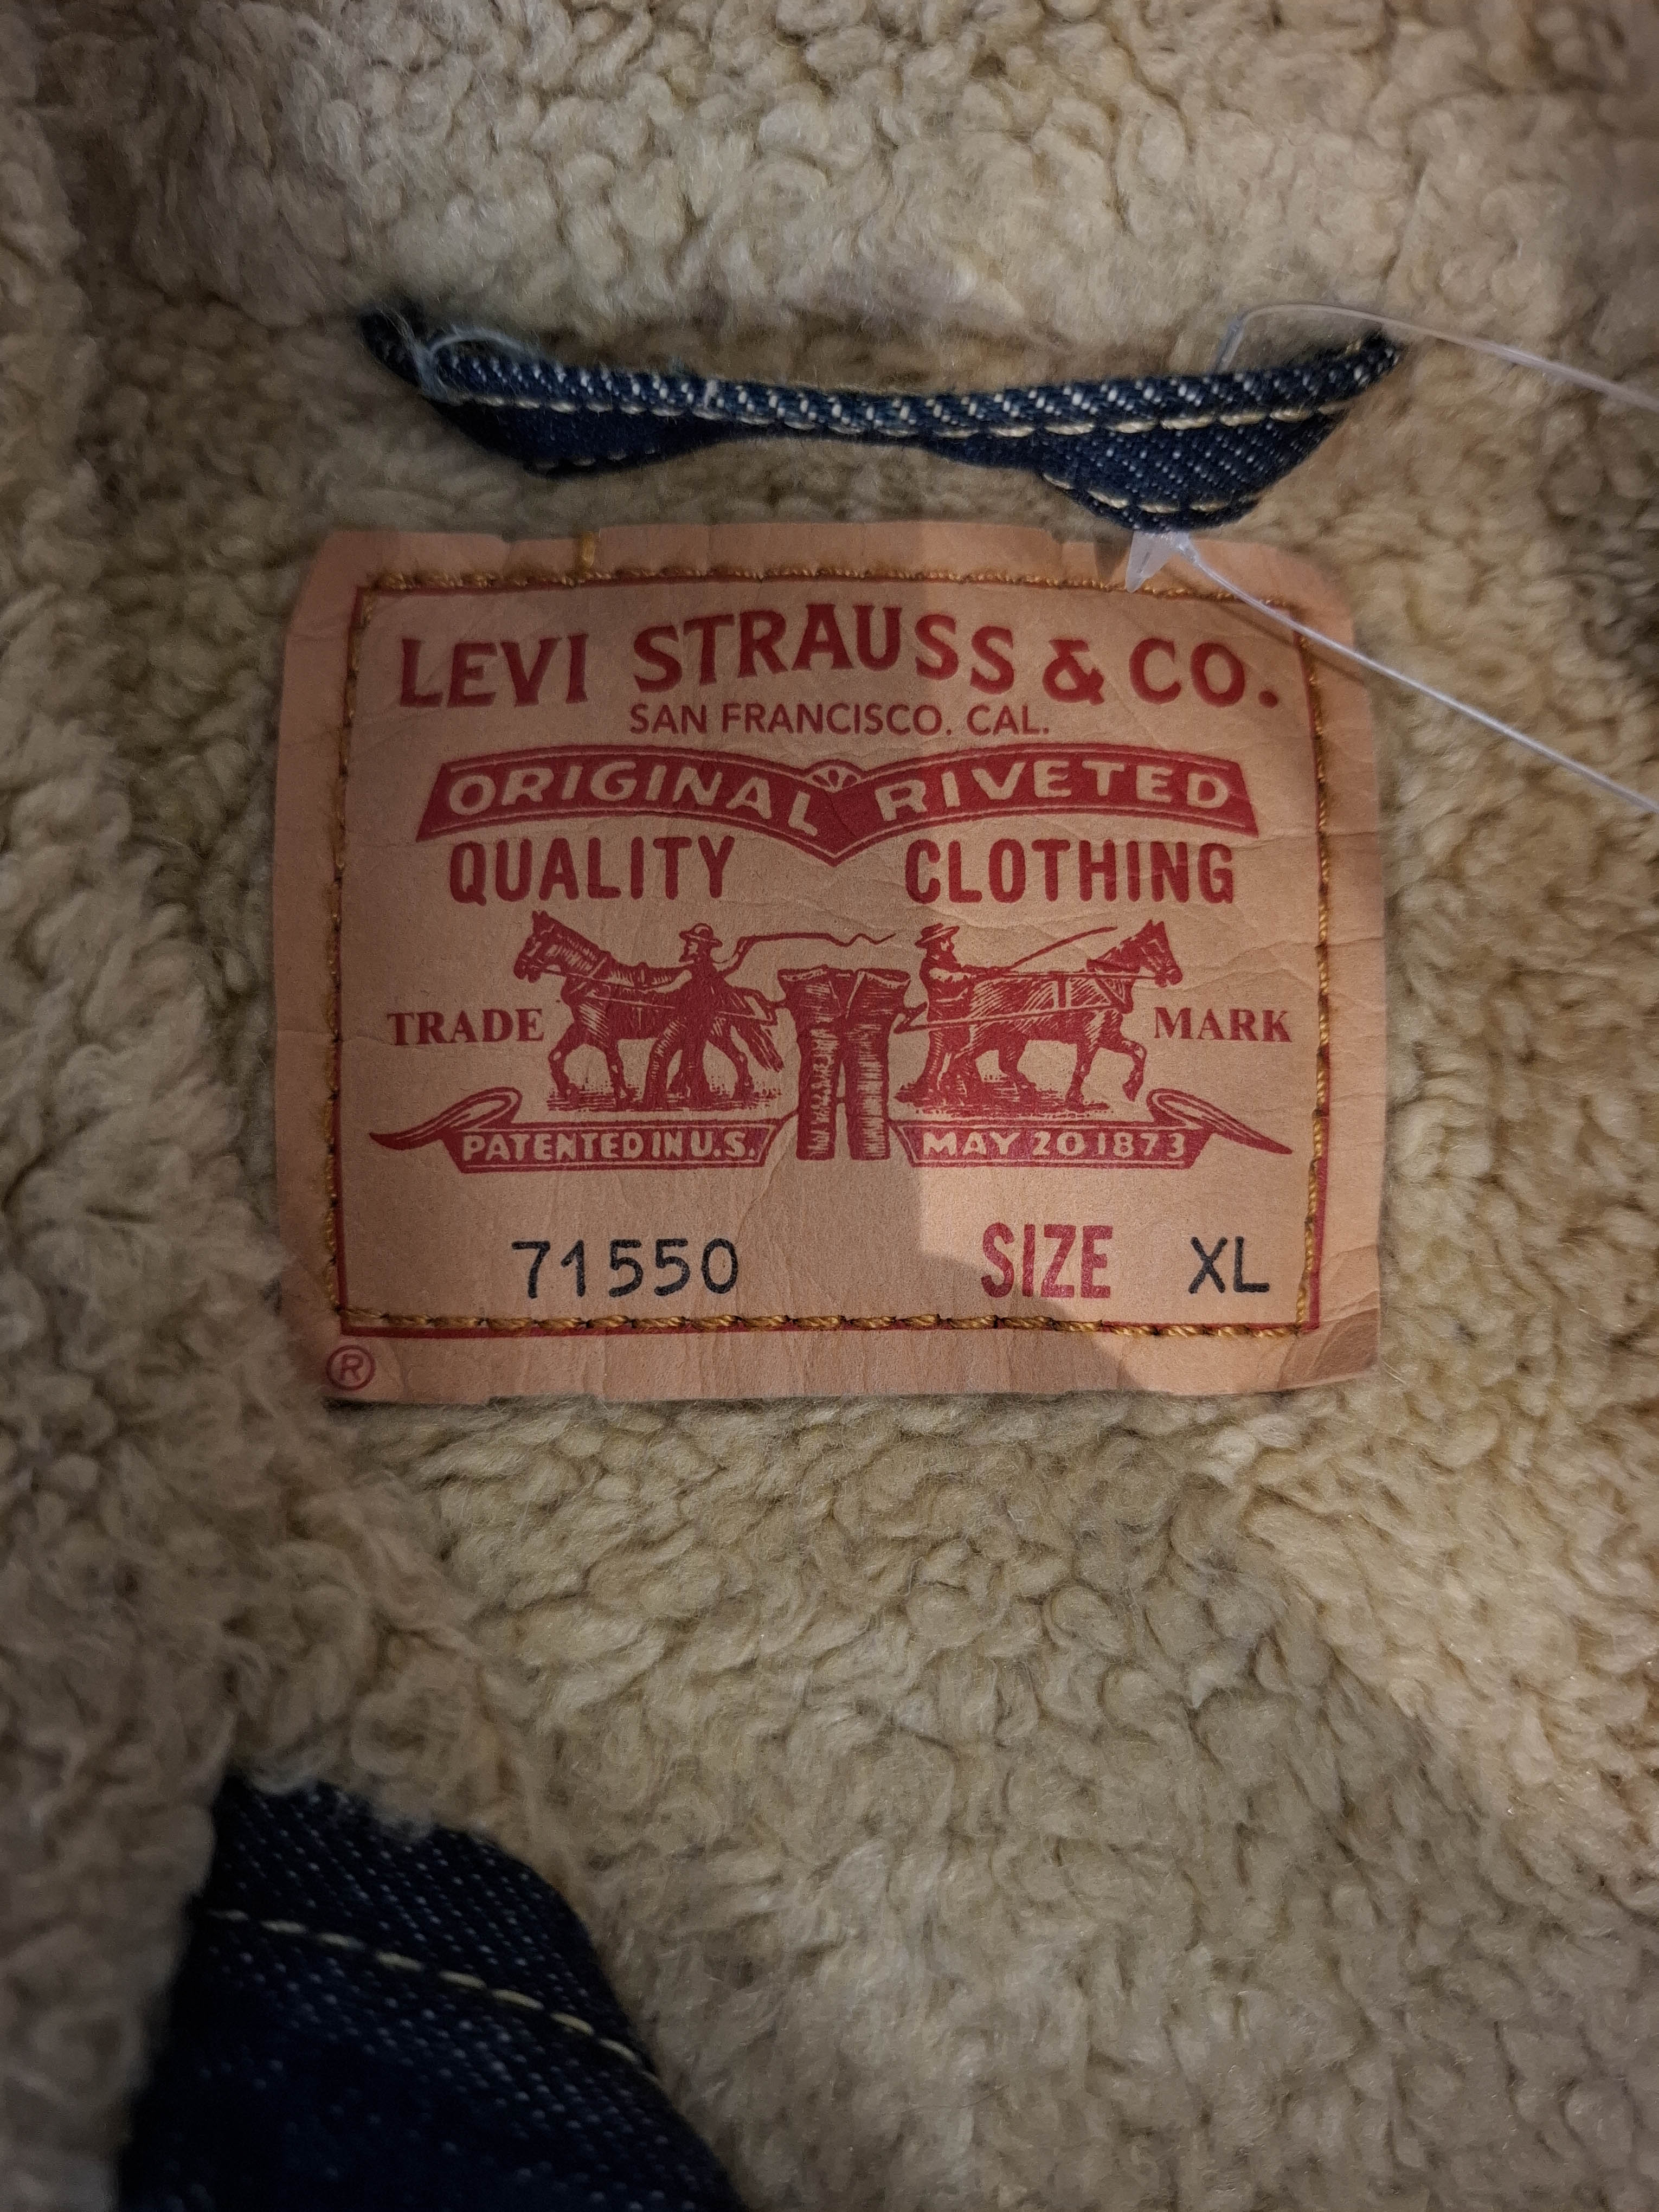 LEVI STRAUSS & CO.
SAN FRANCISCO. CAL.
ORIGINAL RIVETED
QUALITY CLOTHING
TRADE MARK
PATENTED IN U.S. MAY 20 1873
71550 SIZE XL
®